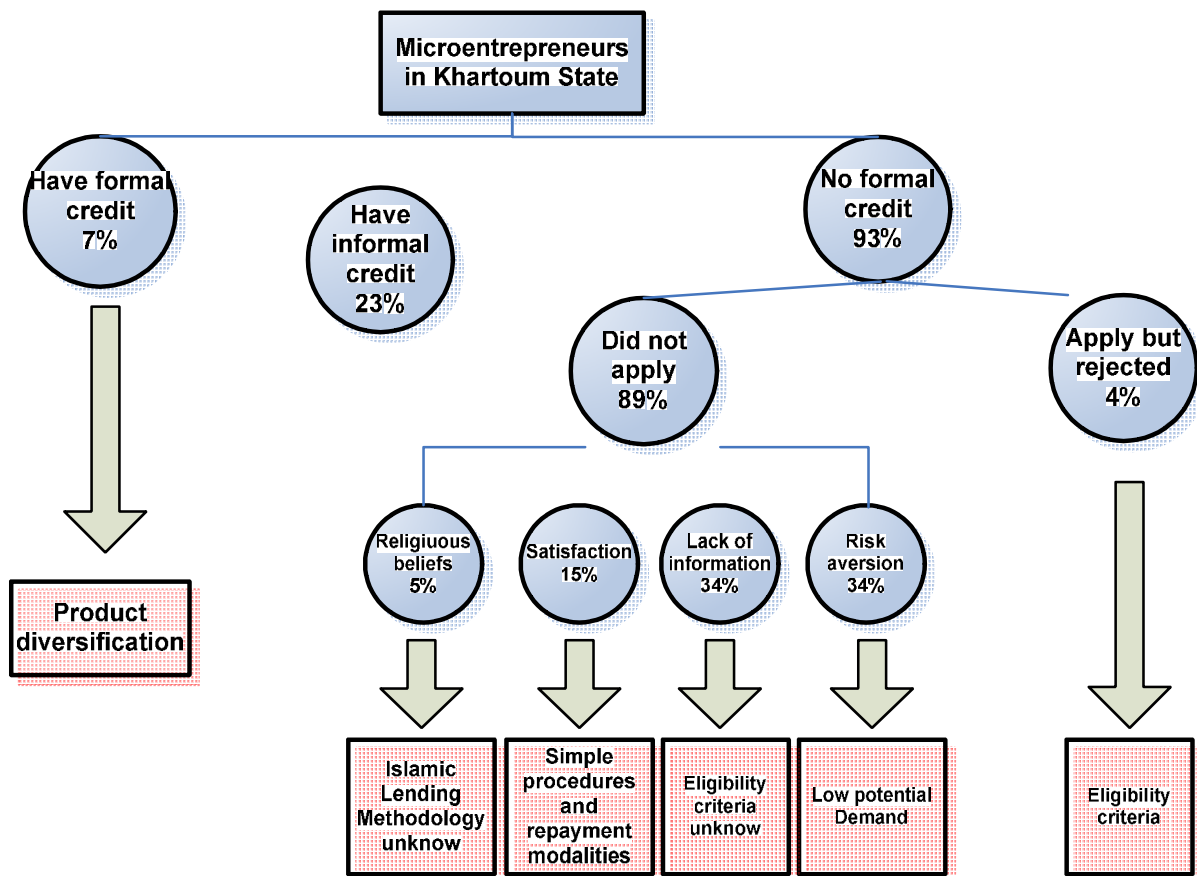 Microentrepreneurs
in Khartoum State
Have formal
credit
7%
Have
informal
credit
23%
No formal
credit
93%
Did not
apply
89%
Apply but
rejected
4%
Religiuous
beliefs
5%
Satisfaction
15%
Lack of
information
34%
Risk
aversion
34%
Product
diversification
Islamic
Lending
Methodology
unknow
Simple
procedures
and
repayment
modalities
Eligibility
criteria
unknow
Low potential
Demand
Eligibility
criteria